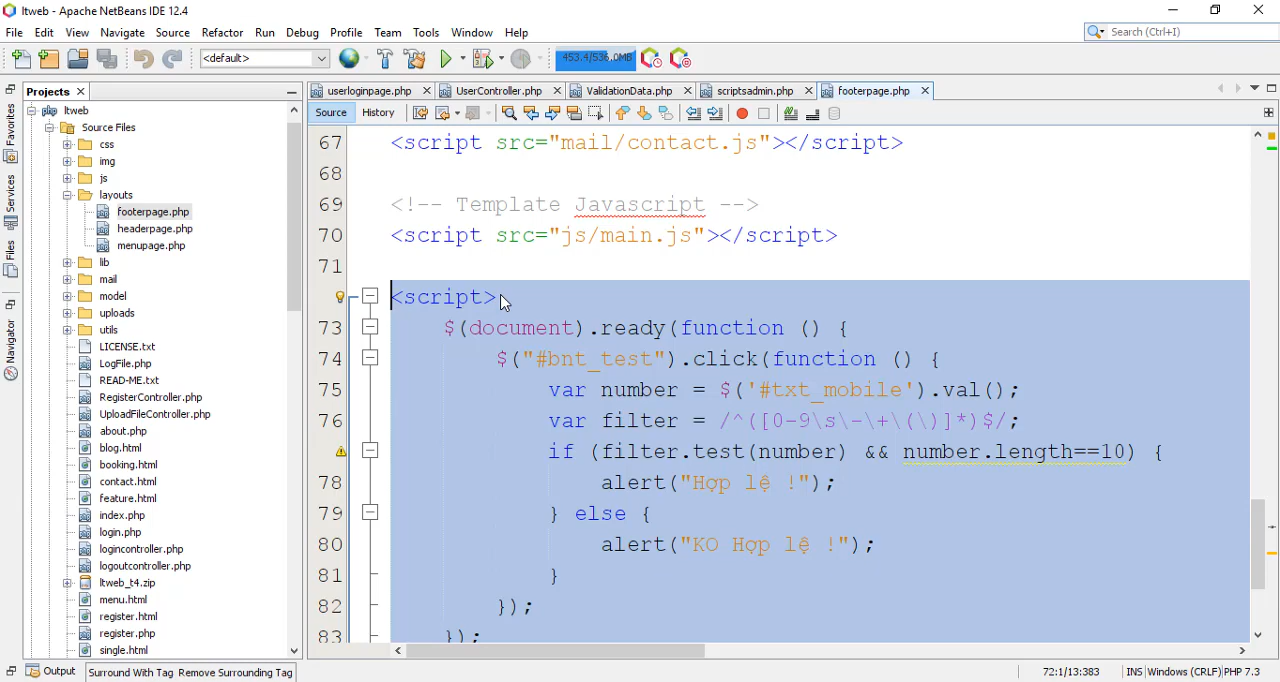 ltweb - Apache NetBeans IDE 12.4
File Edit View Navigate Source Refactor Run Debug Profile Team Tools Window Help
Search (Ctrl+I)
<default>
453.4/536.0MB
Projects
userloginpage.php UserController.php ValidationData.php scriptsadmin.php footerpage.php
Source History
Favorites
Services
Files
Navigator
ltweb
Source Files
css
img
js
layouts
footerpage.php
headerpage.php
menupage.php
lib
mail
model
uploads
utils
LICENSE.txt
LogFile.php
READ-ME.txt
RegisterController.php
UploadFileController.php
about.php
blog.html
booking.html
contact.html
feature.html
index.php
login.php
logincontroller.php
logoutcontroller.php
ltweb_t4.zip
menu.html
register.html
register.php
single.html
67 <script src="mail/contact.js"></script>
68
69 <!-- Template Javascript -->
70 <script src="js/main.js"></script>
71
<script>
73 $(document).ready(function () {
74 $("#bnt_test").click(function () {
75 var number = $('#txt_mobile').val();
76 var filter = /^([0-9\s\-\+\(\)]*)$/;
if (filter.test(number) && number.length==10) {
78 alert("Hợp lệ !");
79 } else {
80 alert("KO Hợp lệ !");
81 }
82 });
83 });
Output
Surround With Tag Remove Surrounding Tag
72:1/13:383 INS Windows (CRLF) PHP 7.3